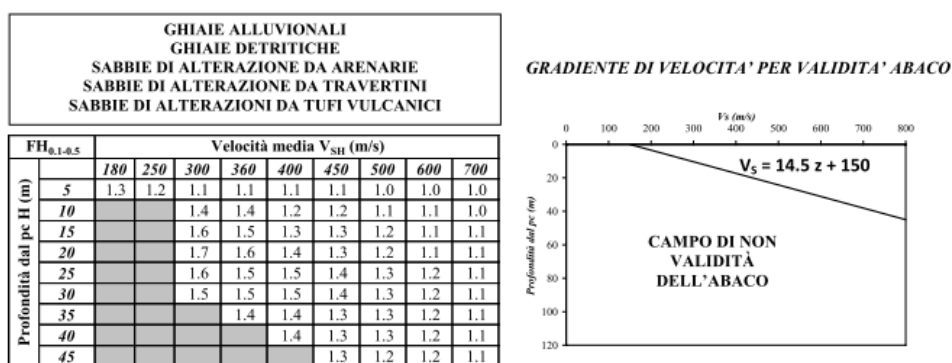 GHIAIE ALLUVIONALI
GHIAIE DETRITICHE
SABBIE DI ALTERAZIONE DA ARENARIE
SABBIE DI ALTERAZIONE DA TRAVERTINI
SABBIE DI ALTERAZIONI DA TUFI VULCANICI
FH0.1-0.5 Velocità media VSH (m/s)
180 250 300 360 400 450 500 600 700
Profondità dal pc H (m)
5 1.3 1.2 1.1 1.1 1.1 1.1 1.0 1.0 1.0
10 1.4 1.4 1.2 1.2 1.1 1.1 1.0
15 1.6 1.5 1.3 1.3 1.2 1.1 1.1
20 1.7 1.6 1.4 1.3 1.2 1.1 1.1
25 1.6 1.5 1.5 1.4 1.3 1.2 1.1
30 1.5 1.5 1.5 1.4 1.3 1.2 1.1
35 1.4 1.4 1.3 1.3 1.2 1.1
40 1.4 1.3 1.3 1.2 1.1
45 1.3 1.2 1.2 1.1
GRADIENTE DI VELOCITA' PER VALIDITA' ABACO
Vs (m/s)
0 100 200 300 400 500 600 700 800
0
20
40
60
80
100
120
Profondità dal pc (m)
VS = 14.5 z + 150
CAMPO DI NON
VALIDITÀ
DELL'ABACO